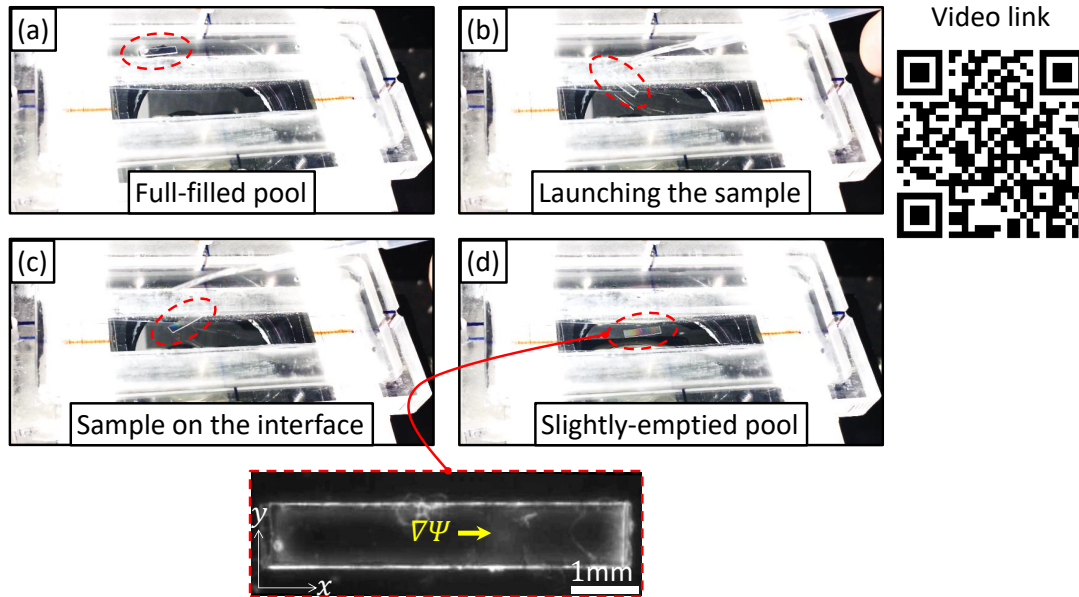 (a)
Full-filled pool
(b)
Launching the sample
Video link
(c)
Sample on the interface
(d)
Slightly-emptied pool
y
∇Ψ
x
1mm